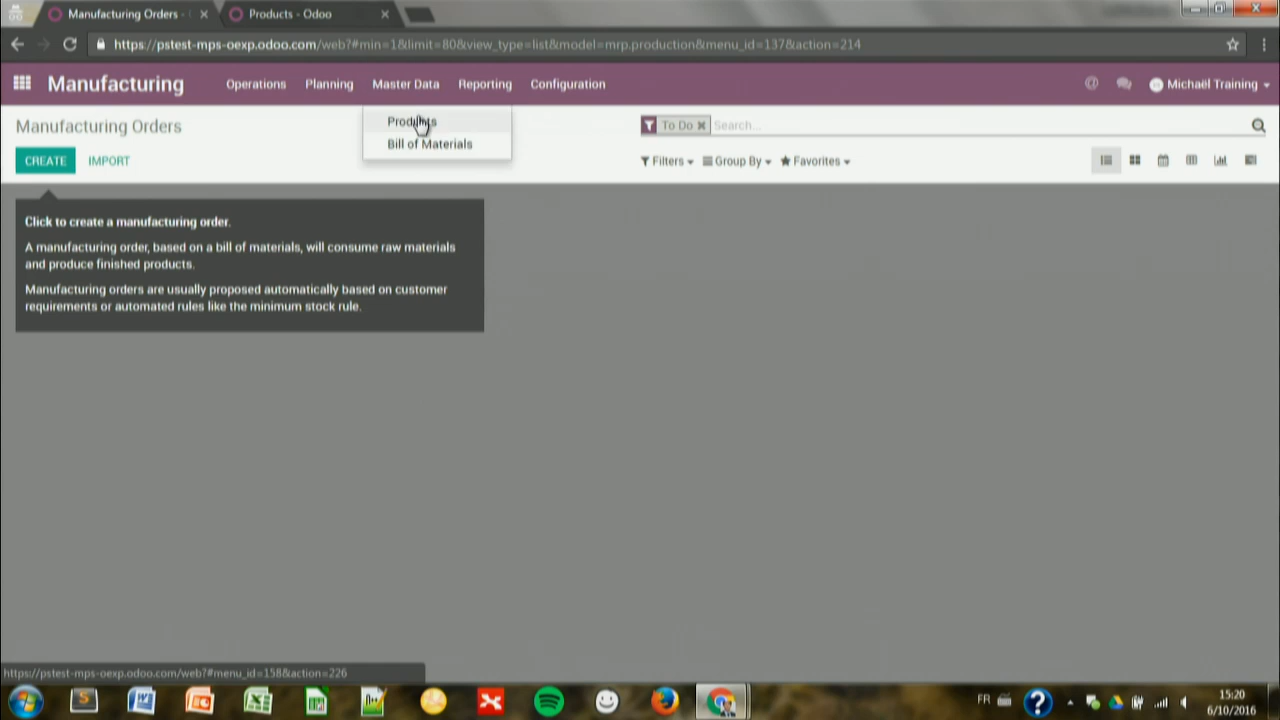 Manufacturing Orders -
Products - Odoo
https://pstest-mps-oexp.odoo.com/web?#min=1&limit=80&view_type=list&model=mrp.production&menu_id=137&action=214
Manufacturing
Operations
Planning
Master Data
Reporting
Configuration
Michaël Training
Manufacturing Orders
Products
Bill of Materials
To Do
Search...
CREATE
IMPORT
Filters
Group By
Favorites
Click to create a manufacturing order.
A manufacturing order, based on a bill of materials, will consume raw materials
and produce finished products.
Manufacturing orders are usually proposed automatically based on customer
requirements or automated rules like the minimum stock rule.
https://pstest-mps-oexp.odoo.com/web?#menu_id=158&action=226
FR
15:20
6/10/2016